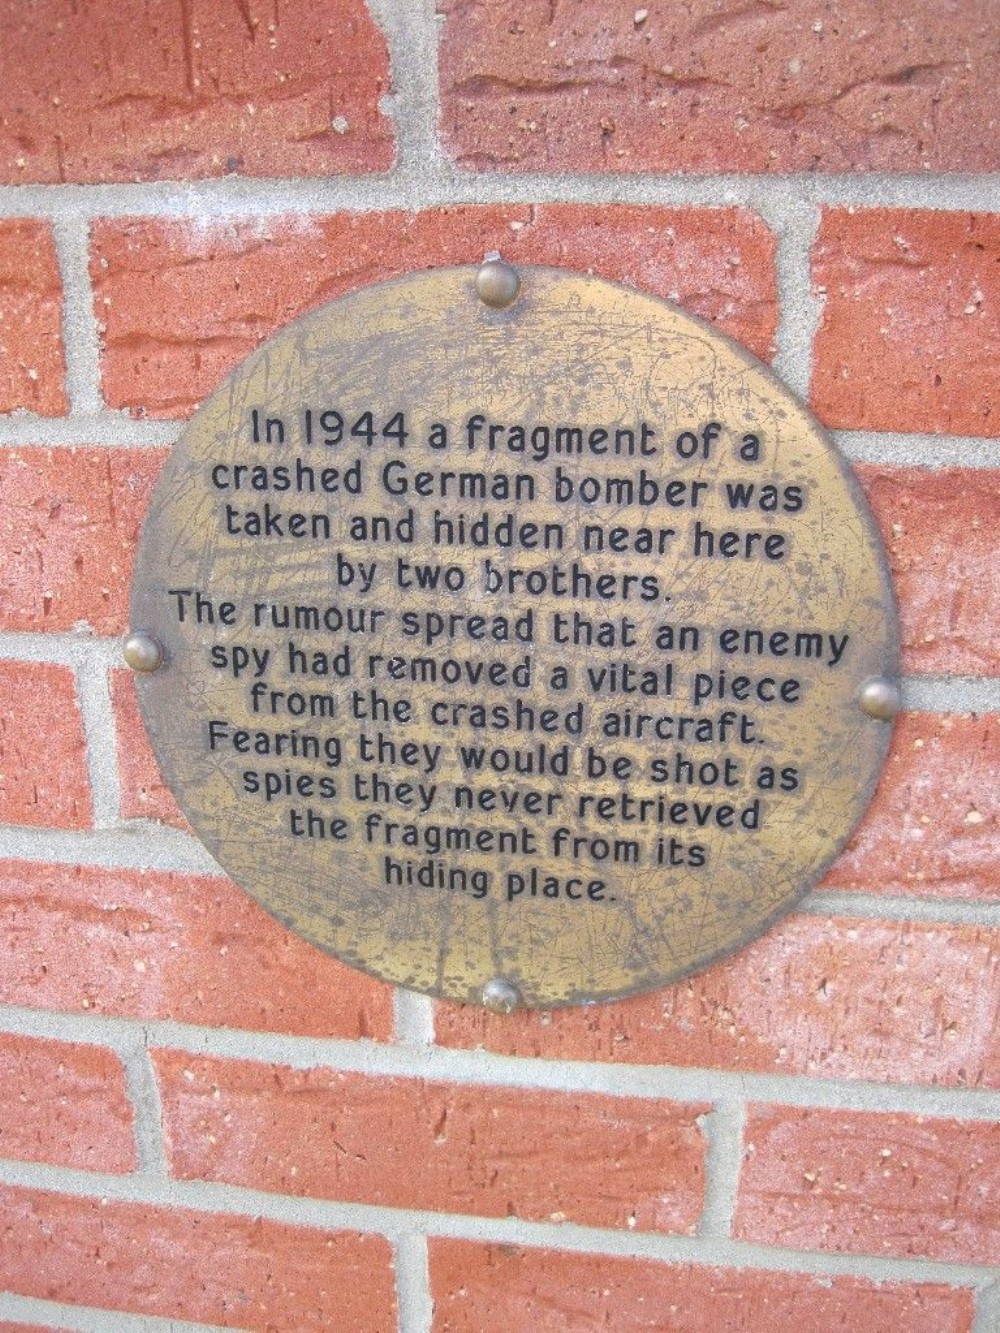 In 1944 a fragment of a
crashed German bomber was
taken and hidden near here
by two brothers.
The rumour spread that an enemy
spy had removed a vital piece
from the crashed aircraft.
Fearing they would be shot as
spies they never retrieved
the fragment from its
hiding place.